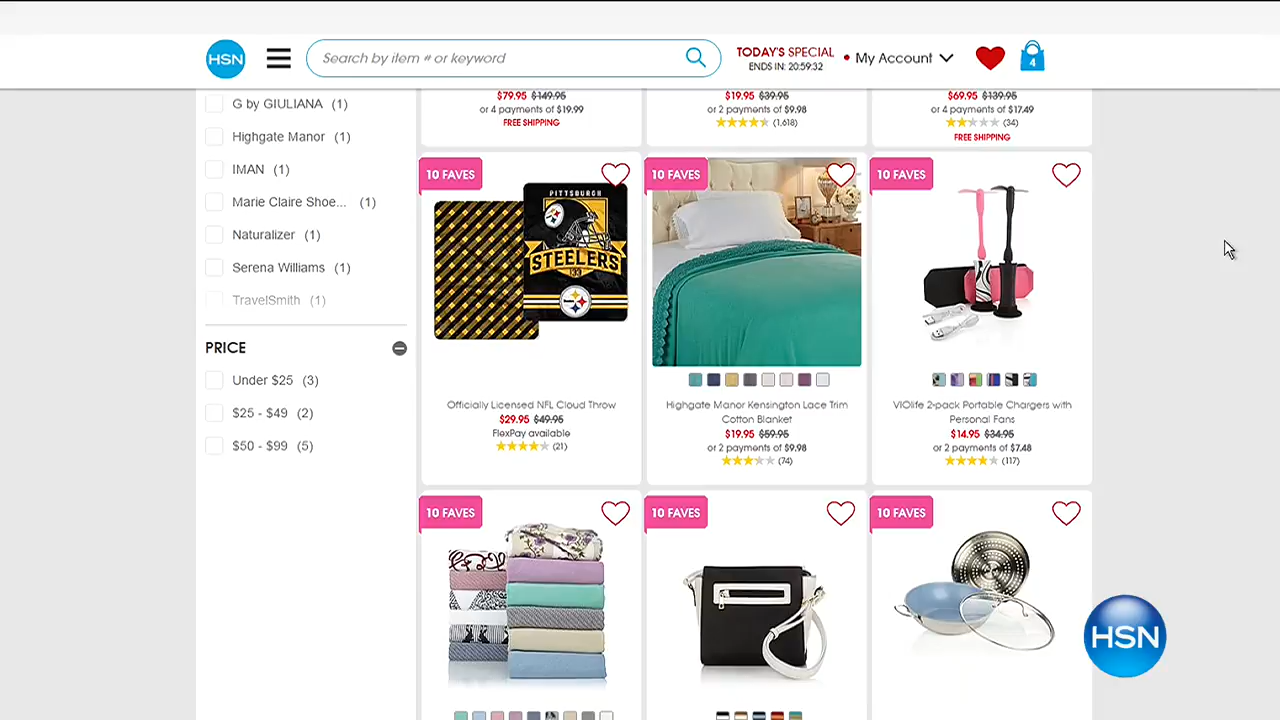 HSN
Search by item # or keyword
TODAY'S SPECIAL
ENDS IN: 20:59:32
My Account
4
G by GIULIANA (1)
Highgate Manor (1)
IMAN (1)
Marie Claire Shoe... (1)
Naturalizer (1)
Serena Williams (1)
TravelSmith (1)
PRICE
Under $25 (3)
$25 - $49 (2)
$50 - $99 (5)
$79.95 $149.95
or 4 payments of $19.99
FREE SHIPPING
$19.95 $39.95
or 2 payments of $9.98
(1,618)
$69.95 $139.95
or 4 payments of $17.49
(34)
FREE SHIPPING
10 FAVES
PITTSBURGH
STEELERS
Officially Licensed NFL Cloud Throw
$29.95 $49.95
FlexPay available
(21)
10 FAVES
Highgate Manor Kensington Lace Trim
Cotton Blanket
$19.95 $59.95
or 2 payments of $9.98
(74)
10 FAVES
VIOlife 2-pack Portable Chargers with
Personal Fans
$14.95 $34.95
or 2 payments of $7.48
(117)
10 FAVES
10 FAVES
10 FAVES
HSN